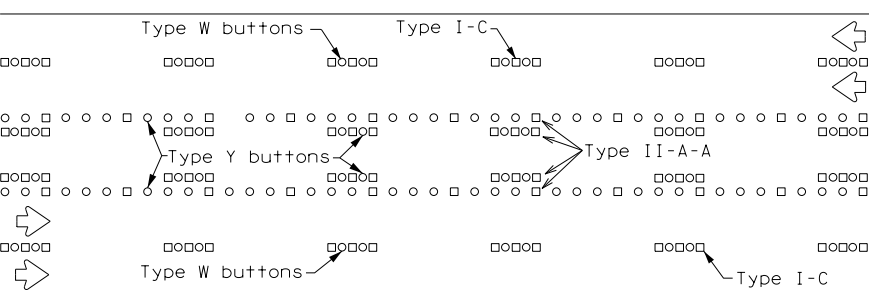 Type W buttons
Type I-C
Type Y buttons
Type II-A-A
Type W buttons
Type I-C